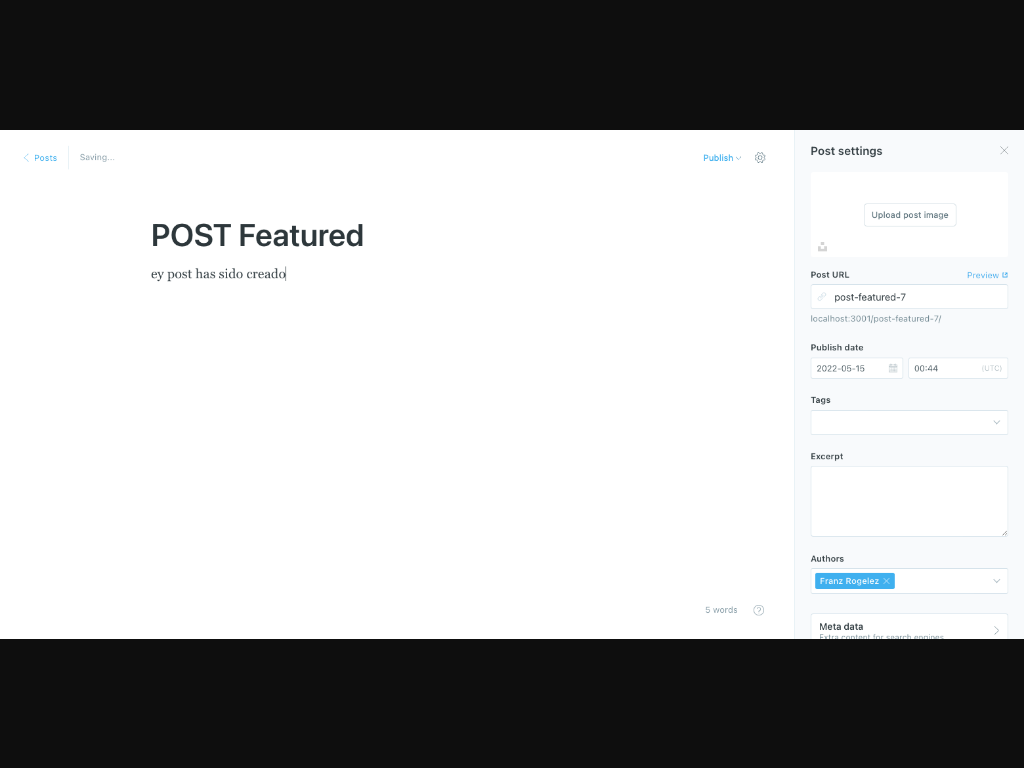 Posts
Saving...
Publish
POST Featured
ey post has sido creado
5 words
?
Post settings
Upload post image
Post URL
Preview
post-featured-7
localhost:3001/post-featured-7/
Publish date
2022-05-15
00:44
(UTC)
Tags
Excerpt
Authors
Franz Rogelez
Meta data
Extra content for search engines